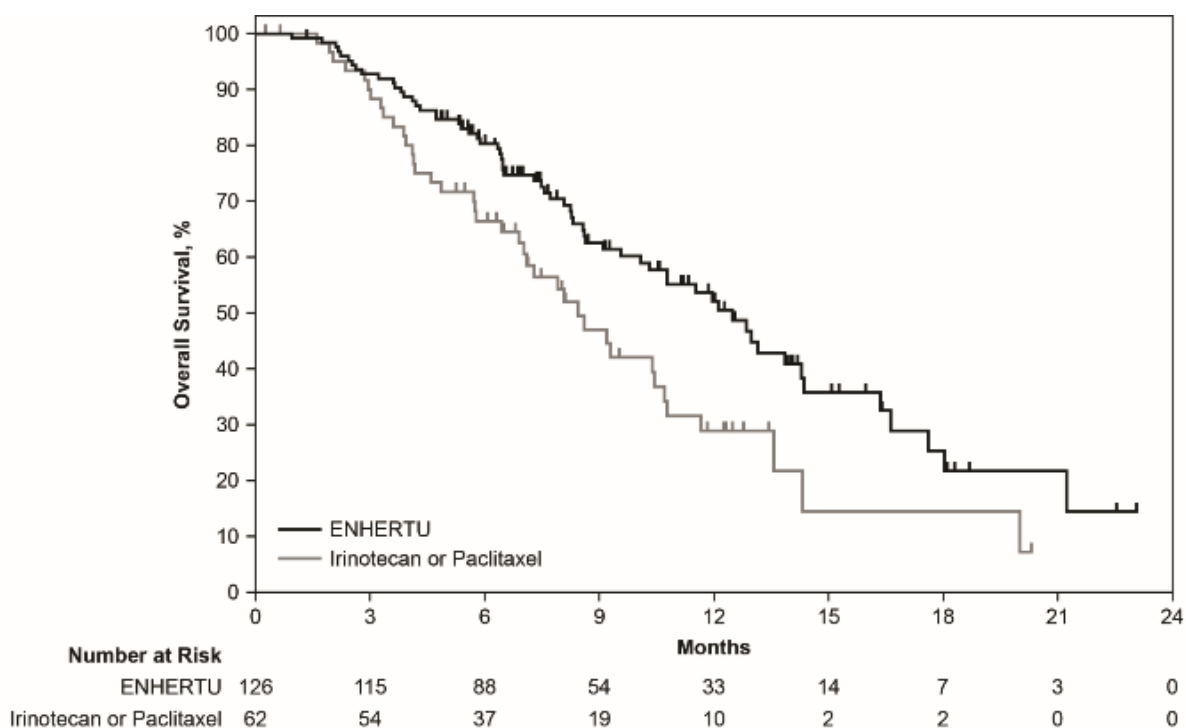 100
90
80
70
60
50
40
30
20
10
0
Overall Survival, %
ENHERTU
Irinotecan or Paclitaxel
0 3 6 9 12 15 18 21 24
Months
Number at Risk
ENHERTU 126 115 88 54 33 14 7 3 0
Irinotecan or Paclitaxel 62 54 37 19 10 2 2 0 0